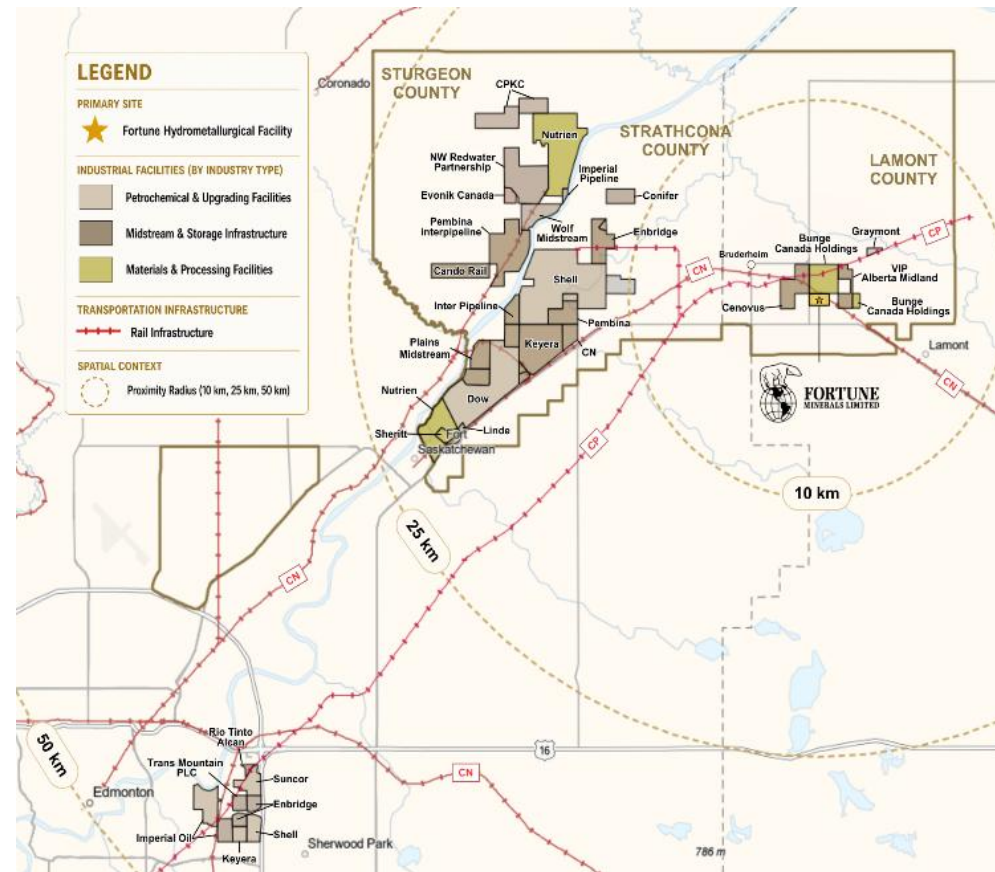 LEGEND
PRIMARY SITE
Fortune Hydrometallurgical Facility
INDUSTRIAL FACILITIES (BY INDUSTRY TYPE)
Petrochemical & Upgrading Facilities
Midstream & Storage Infrastructure
Materials & Processing Facilities
TRANSPORTATION INFRASTRUCTURE
Rail Infrastructure
SPATIAL CONTEXT
Proximity Radius (10 km, 25 km, 50 km)
Coronado
STURGEON
COUNTY
CPKC
Nutrien
STRATHCONA
COUNTY
LAMONT
COUNTY
NW Redwater
Partnership
Imperial
Pipeline
Evonik Canada
Conifer
Pembina
Interpipeline
Wolf
Midstream
Enbridge
Cando Rail
Shell
Inter Pipeline
Pembina
Plains
Midstream
Keyera
CN
Nutrien
Dow
Sheritt
Linde
Fort
Saskatchewan
Bruderheim
Bunge
Canada Holdings
Graymont
CP
CN
VIP
Alberta Midland
Cenovus
Bunge
Canada Holdings
Lamont
CN
FORTUNE
MINERALS LIMITED
CP
10 km
25 km
CN
50 km
16
Rio Tinto
Alcan
Trans Mountain
PLC
Suncor
CN
Edmonton
Enbridge
Imperial Oil
Shell
Keyera
Sherwood Park
786 m